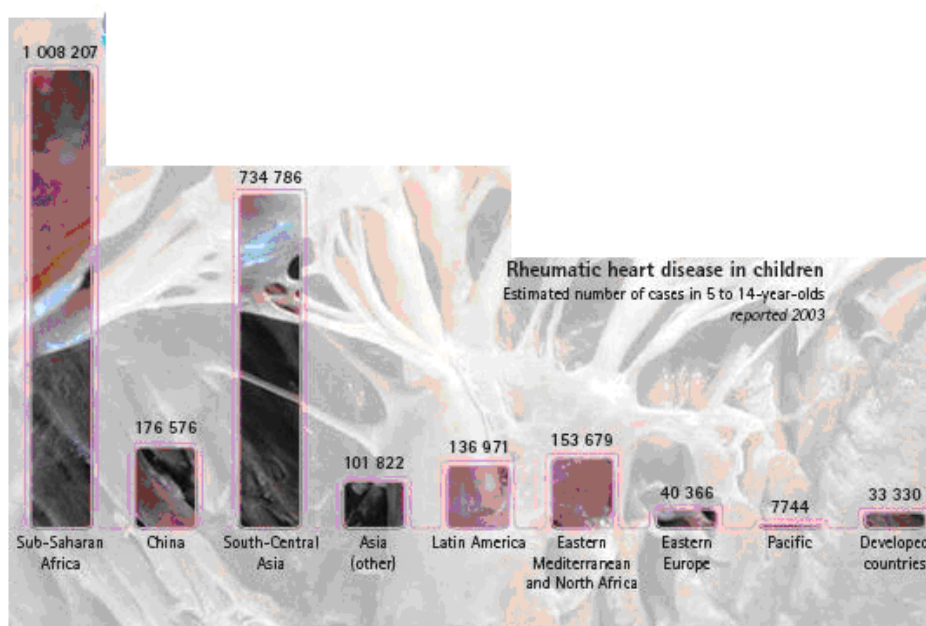 1 008 207
734 786
Rheumatic heart disease in children
Estimated number of cases in 5 to 14-year-olds
reported 2003
176 576
101 822
136 971
153 679
40 366
7744
33 330
Sub-Saharan
Africa
China
South-Central
Asia
Asia
(other)
Latin America
Eastern
Mediterranean
and North Africa
Eastern
Europe
Pacific
Developed
countries